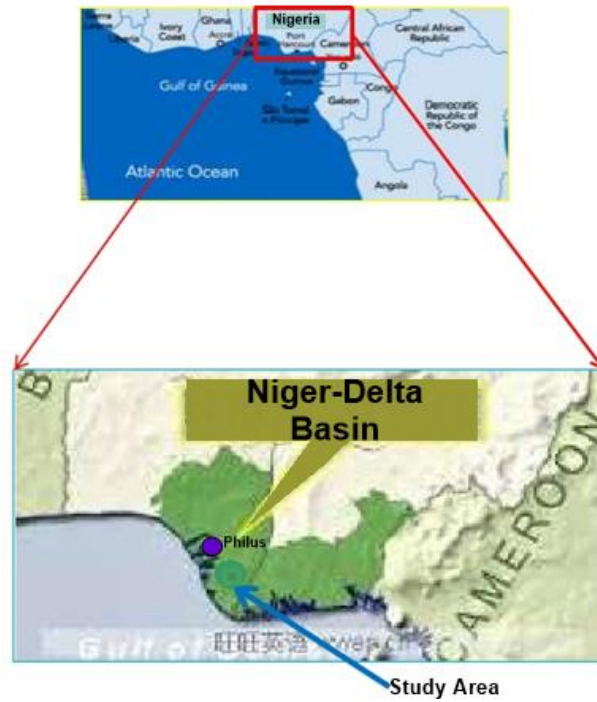 Nigeria
Ghana
Ivory
Coast
Liberia
Accra
Port
Harcourt
Cameroon
Central African
Republic
Equatorial
Guinea
Gulf of Guinea
São Tomé
e Príncipe
Gabon
Congo
Democratic
Republic of
the Congo
Atlantic Ocean
Angola
Niger-Delta
Basin
B
Philus
CAMEROON
Gulf of
旺旺英语
Study Area